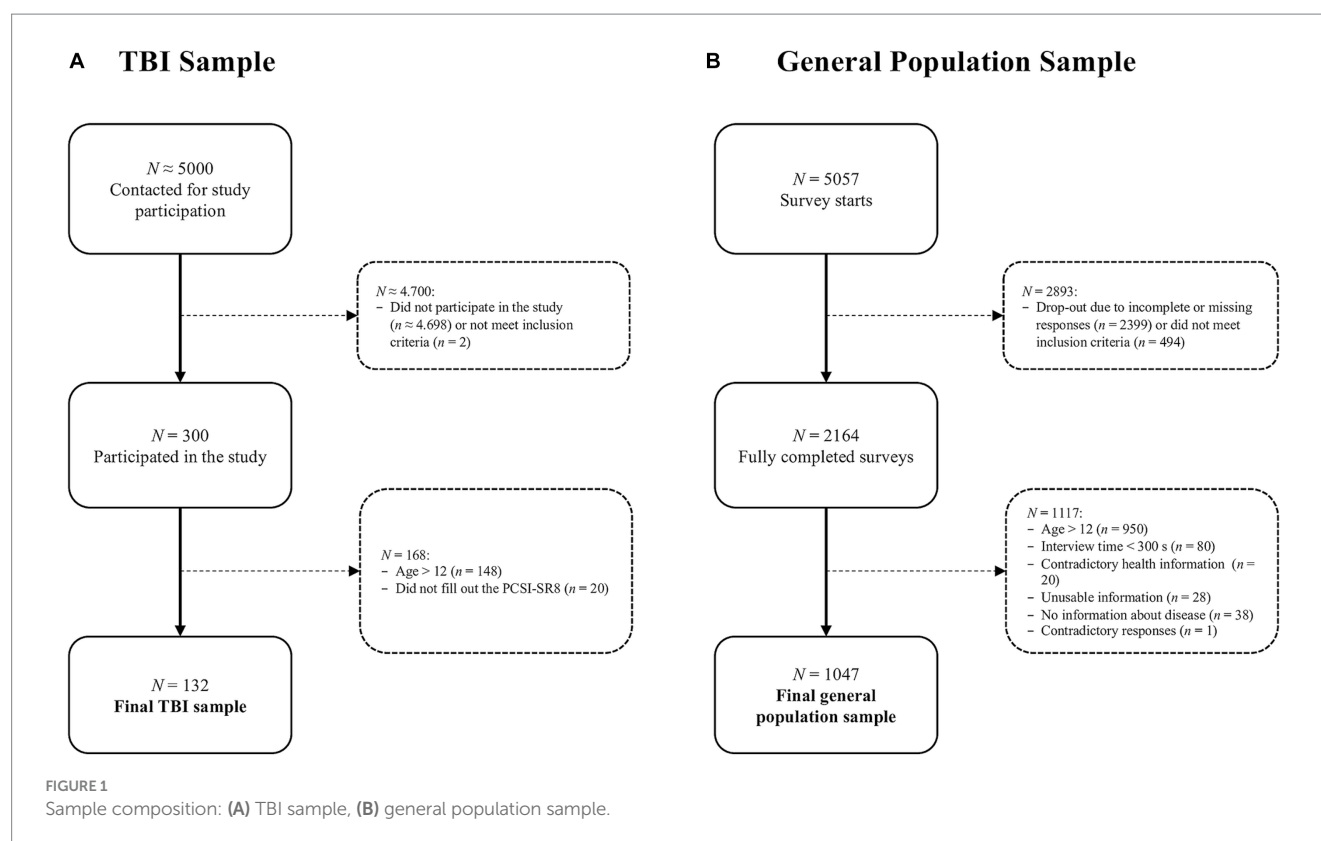 A TBI Sample
N ≈ 5000
Contacted for study
participation
N ≈ 4.700:
– Did not participate in the study
(n ≈ 4.698) or not meet inclusion
criteria (n = 2)
N = 300
Participated in the study
N = 168:
– Age > 12 (n = 148)
– Did not fill out the PCSI-SR8 (n = 20)
N = 132
Final TBI sample
B General Population Sample
N = 5057
Survey starts
N = 2893:
– Drop-out due to incomplete or missing
responses (n = 2399) or did not meet
inclusion criteria (n = 494)
N = 2164
Fully completed surveys
N = 1117:
– Age > 12 (n = 950)
– Interview time < 300 s (n = 80)
– Contradictory health information (n =
20)
– Unusable information (n = 28)
– No information about disease (n = 38)
– Contradictory responses (n = 1)
N = 1047
Final general
population sample
FIGURE 1
Sample composition: (A) TBI sample, (B) general population sample.